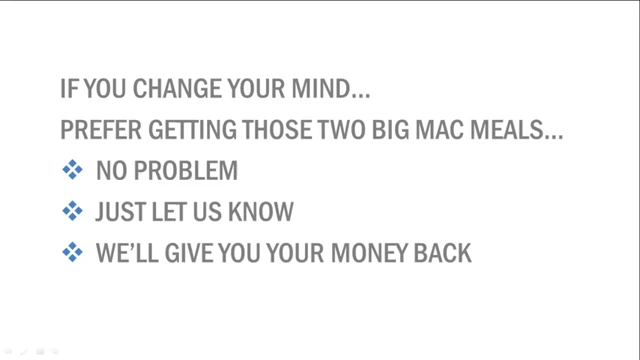 IF YOU CHANGE YOUR MIND...
PREFER GETTING THOSE TWO BIG MAC MEALS...
NO PROBLEM
JUST LET US KNOW
WE’LL GIVE YOU YOUR MONEY BACK